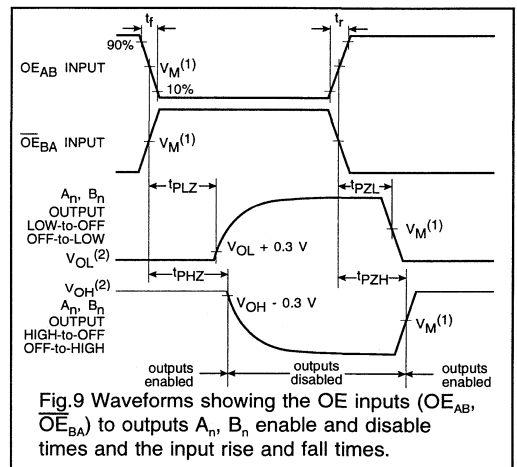 tf tr
90%
OEAB INPUT VM(1)
10%
OEBA INPUT VM(1)
tPLZ tPZL
An, Bn
OUTPUT
LOW-to-OFF
OFF-to-LOW
VM(1)
VOL + 0.3 V
VOL(2)
tPHZ tPZH
VOH(2)
VOH - 0.3 V
An, Bn
OUTPUT
HIGH-to-OFF
OFF-to-HIGH
VM(1)
outputs enabled
outputs disabled
outputs enabled
Fig.9 Waveforms showing the OE inputs (OEAB,
OEBA) to outputs An, Bn enable and disable
times and the input rise and fall times.